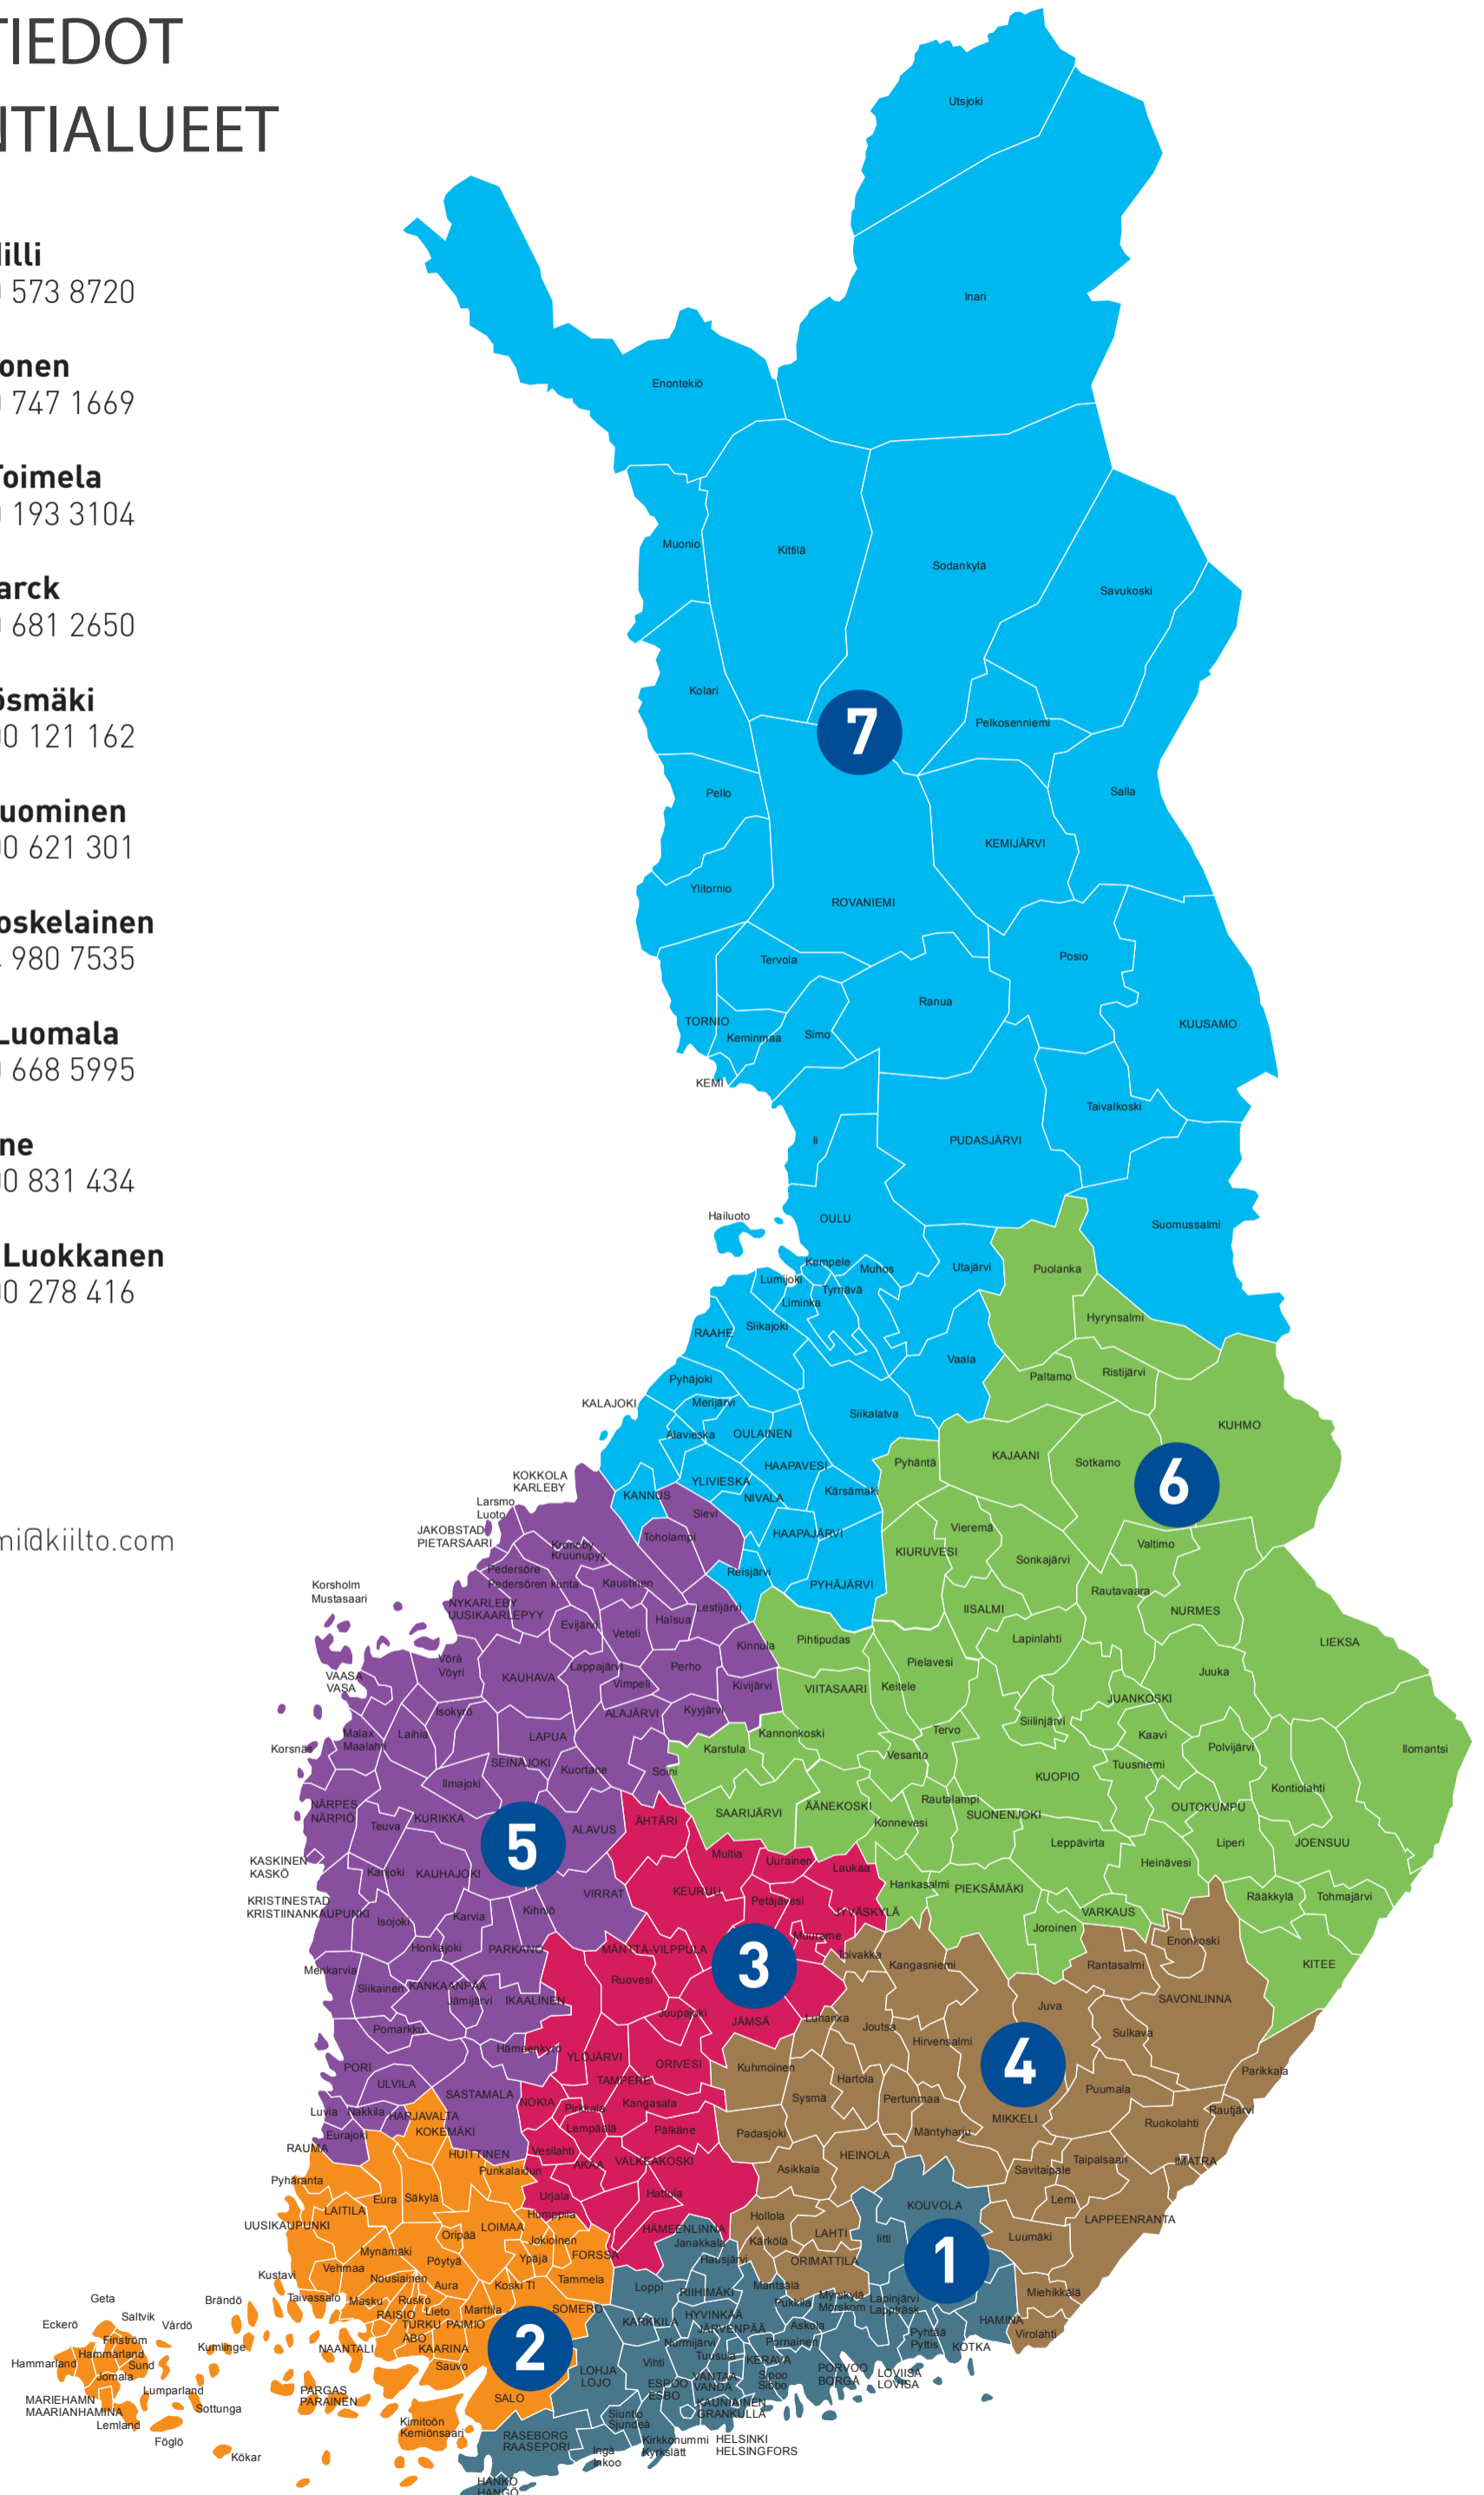 TIEDOT
NTIALUEET
illi
573 8720
onen
747 1669
Toimela
193 3104
arck
681 2650
ösmäki
00 121 162
uominen
00 621 301
oskelainen
980 7535
Luomala
668 5995
ne
00 831 434
Luokkanen
00 278 416
mi@kiilto.com
Utsjoki
Inari
Enontekiö
Muonio
Kittilä
Sodankylä
Savukoski
Kolari
Pelkosenniemi
7
Pello
Salla
KEMIJÄRVI
Ylitornio
ROVANIEMI
Tervola
Posio
Ranua
TORNIO
Keminmaa
Simo
KUUSAMO
KEMI
Taivalkoski
Ii
PUDASJÄRVI
Hailuoto
OULU
Suomussalmi
Kempele
Muhos
Utajärvi
Puolanka
Lumijoki
Tyrnävä
Liminka
Hyrynsalmi
RAAHE
Siikajoki
Vaala
Pyhäjoki
Paltamo
Ristijärvi
KALAJOKI
Merijärvi
Siikalatva
Alavieska
OULAINEN
KUHMO
KAJAANI
Sotkamo
Pyhäntä
HAAPAVESI
KOKKOLA
KARLEBY
YLIVIESKA
6
KANNUS
NIVALA
Kärsämäki
Larsmo
Luoto
Sievi
JAKOBSTAD
PIETARSAARI
Toholampi
HAAPAJÄRVI
Vieremä
Kronoby
Kruunupyy
KIURUVESI
Sonkajärvi
Valtimo
Pedersöre
Pedersören kunta
Kaustinen
Reisjärvi
PYHÄJÄRVI
Rautavaara
Korsholm
Mustasaari
NYKARLEBY
UUSIKAARLEPYY
Lestijärvi
IISALMI
NURMES
Evijärvi
Veteli
Halsua
Pihtipudas
Lapinlahti
LIEKSA
Kinnula
Vörå
Vöyri
Pielavesi
VAASA
VASA
KAUHAVA
Lappajärvi
Perho
Juuka
Vimpeli
Kivijärvi
VIITASAARI
Keitele
JUANKOSKI
Isokyrö
ALAJÄRVI
Kyyjärvi
Siilinjärvi
Malax
Maalahti
Laihia
LAPUA
Kannonkoski
Tervo
Kaavi
Korsnäs
Karstula
Vesanto
Polvijärvi
Ilomantsi
SEINÄJOKI
Kuortane
Soini
Tuusniemi
Ilmajoki
KUOPIO
Kontiolahti
NÄRPES
NÄRPIÖ
Rautalampi
ÄÄNEKOSKI
OUTOKUMPU
Teuva
KURIKKA
ALAVUS
ÄHTÄRI
SAARIJÄRVI
Konnevesi
SUONENJOKI
5
Leppävirta
Liperi
JOENSUU
KASKINEN
KASKÖ
Multia
Uurainen
Laukaa
Heinävesi
Karijoki
KAUHAJOKI
Hankasalmi
PIEKSÄMÄKI
KRISTINESTAD
KRISTIINANKAUPUNKI
VIRRAT
KEURUU
Petäjävesi
Rääkkylä
Tohmajärvi
Isojoki
Karvia
Kihniö
JYVÄSKYLÄ
VARKAUS
Joroinen
Muurame
Enonkoski
Honkajoki
PARKANO
MÄNTTÄ-VILPPULA
Toivakka
Kangasniemi
Rantasalmi
KITEE
Merikarvia
3
Siikainen
KANKAANPÄÄ
Ruovesi
Jämijärvi
IKAALINEN
SAVONLINNA
Juupajoki
JÄMSÄ
Luhanka
Joutsa
Juva
Pomarkku
Hirvensalmi
Sulkava
Hämeenkyrö
YLÖJÄRVI
ORIVESI
PORI
Kuhmoinen
4
Parikkala
ULVILA
TAMPERE
Hartola
SASTAMALA
Sysmä
Pertunmaa
Puumala
Luvia
Nakkila
HARJAVALTA
NOKIA
Pirkkala
Kangasala
MIKKELI
Rautjärvi
KOKEMÄKI
Lempäälä
Pälkäne
Padasjoki
Mäntyharju
Ruokolahti
Eurajoki
RAUMA
HUITTINEN
Vesilahti
HEINOLA
Punkalaidun
AKAA
VALKEAKOSKI
Asikkala
Savitaipale
Taipalsaari
IMATRA
Pyhäranta
Eura
Säkylä
Urjala
Hattula
Lemi
KOUVOLA
LAITILA
Humppila
Hollola
LAPPEENRANTA
UUSIKAUPUNKI
LOIMAA
HÄMEENLINNA
LAHTI
Iitti
Luumäki
Oripää
Jokioinen
Janakkala
Kärkölä
Mynämäki
Pöytyä
Ypäjä
FORSSA
Hausjärvi
ORIMATTILA
1
Vehmaa
Nousiainen
Aura
Koski Tl
Tammela
Loppi
RIIHIMÄKI
Mäntsälä
Miehikkälä
Kustavi
Taivassalo
Masku
Rusko
Lieto
Marttila
SOMERO
Pukkila
Myrskylä
Mörskom
Lapinjärvi
Lappträsk
Geta
Brändö
RAISIO
TURKU
ÅBO
PAIMIO
KARKKILA
HYVINKÄÄ
JÄRVENPÄÄ
Askola
HAMINA
Saltvik
Eckerö
Vårdö
Pyhtää
Pyttis
Virolahti
Finström
Hammarland
Kumlinge
NAANTALI
KAARINA
2
Nurmijärvi
Pornainen
KOTKA
Hammarland
Sund
Jomala
Sauvo
LOHJA
LOJO
Vihti
Tuusula
KERAVA
PORVOO
BORGÅ
LOVIISA
LOVISA
Lumparland
PARGAS
PARAINEN
SALO
ESPOO
ESBO
VANTAA
VANDA
Sipoo
Sibbo
MARIEHAMN
MAARIANHAMINA
Sottunga
KAUNIAINEN
GRANKULLA
Lemland
Kimitoön
Kemiönsaari
Siuntio
Sjundeå
Föglö
RASEBORG
RAASEPORI
Kirkkonummi
Kyrkslätt
HELSINKI
HELSINGFORS
Kökar
Ingå
Inkoo
HANKO
HANGÖ